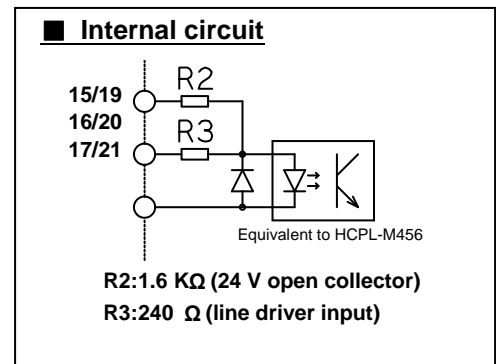 ■ Internal circuit
R2
15/19
16/20
R3
17/21
Equivalent to HCPL-M456
R2:1.6 KΩ (24 V open collector)
R3:240 Ω (line driver input)